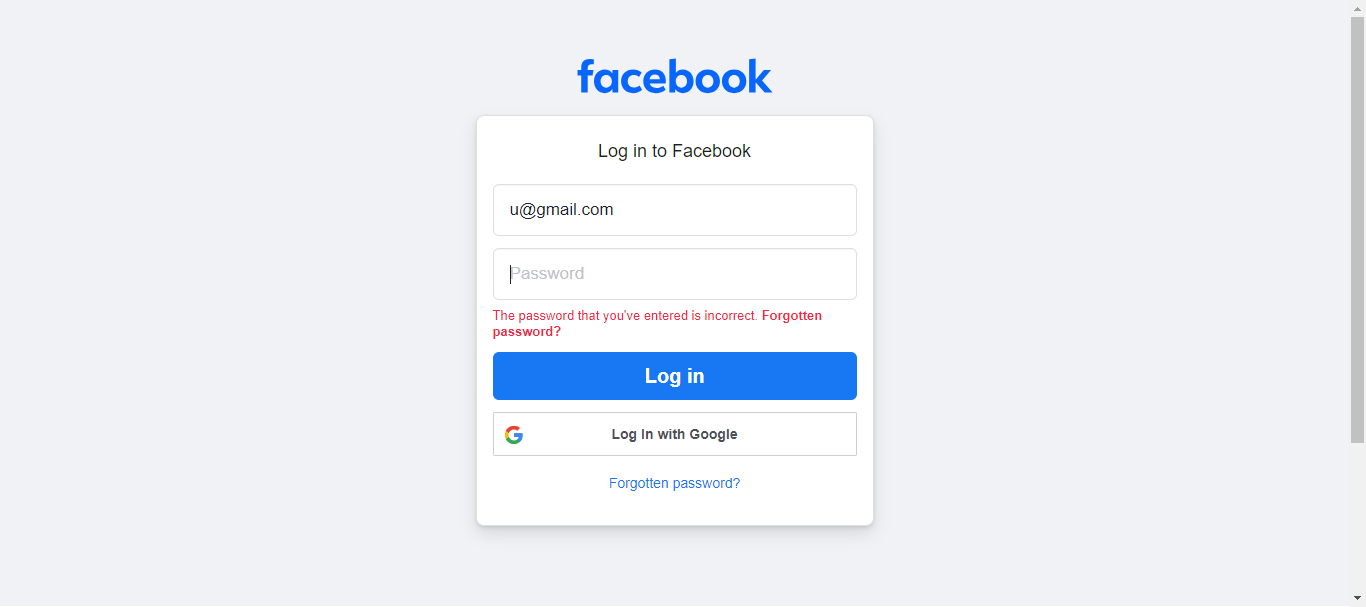 facebook
Log in to Facebook
u@gmail.com
Password
The password that you've entered is incorrect. Forgotten
password?
Log in
Log In with Google
Forgotten password?